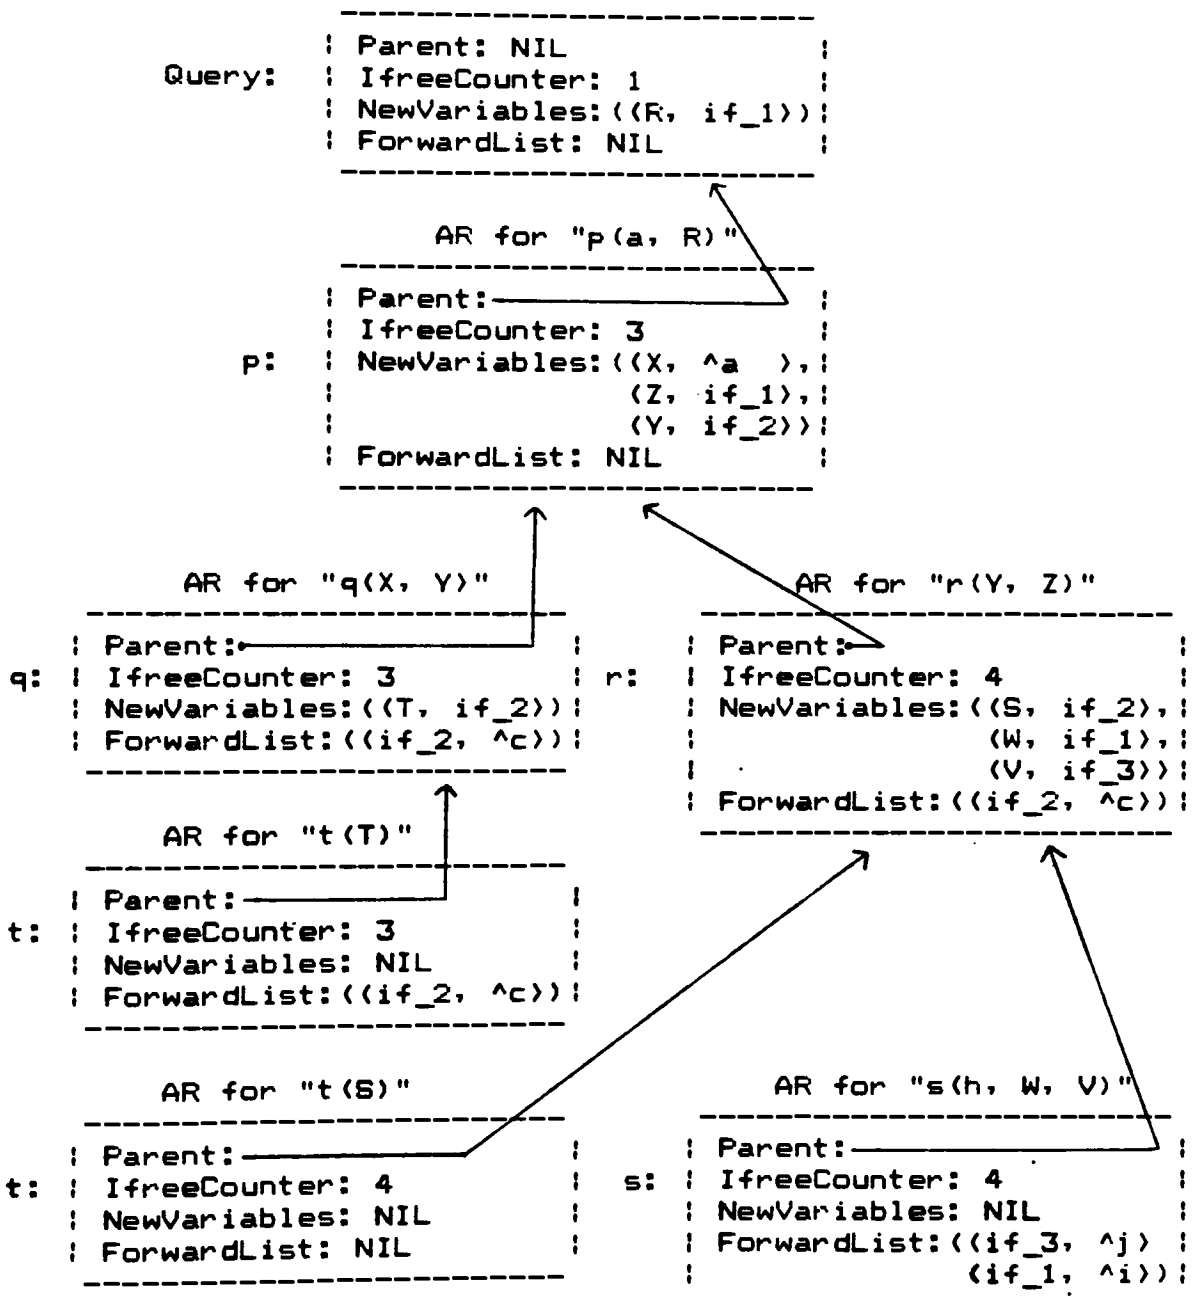 Parent: NIL
Query: IfreeCounter: 1
NewVariables:((R, if_1))
ForwardList: NIL
AR for "p(a, R)"
Parent:
IfreeCounter: 3
p: NewVariables:((X, ^a ),
(Z, if_1),
(Y, if_2))
ForwardList: NIL
AR for "q(X, Y)"
Parent:
q: IfreeCounter: 3
NewVariables:((T, if_2))
ForwardList:((if_2, ^c))
AR for "r(Y, Z)"
Parent:
r: IfreeCounter: 4
NewVariables:((S, if_2),
(W, if_1),
(V, if_3))
ForwardList:((if_2, ^c))
AR for "t(T)"
Parent:
t: IfreeCounter: 3
NewVariables: NIL
ForwardList:((if_2, ^c))
AR for "t(S)"
Parent:
t: IfreeCounter: 4
NewVariables: NIL
ForwardList: NIL
AR for "s(h, W, V)"
Parent:
s: IfreeCounter: 4
NewVariables: NIL
ForwardList:((if_3, ^j)
(if_1, ^i))